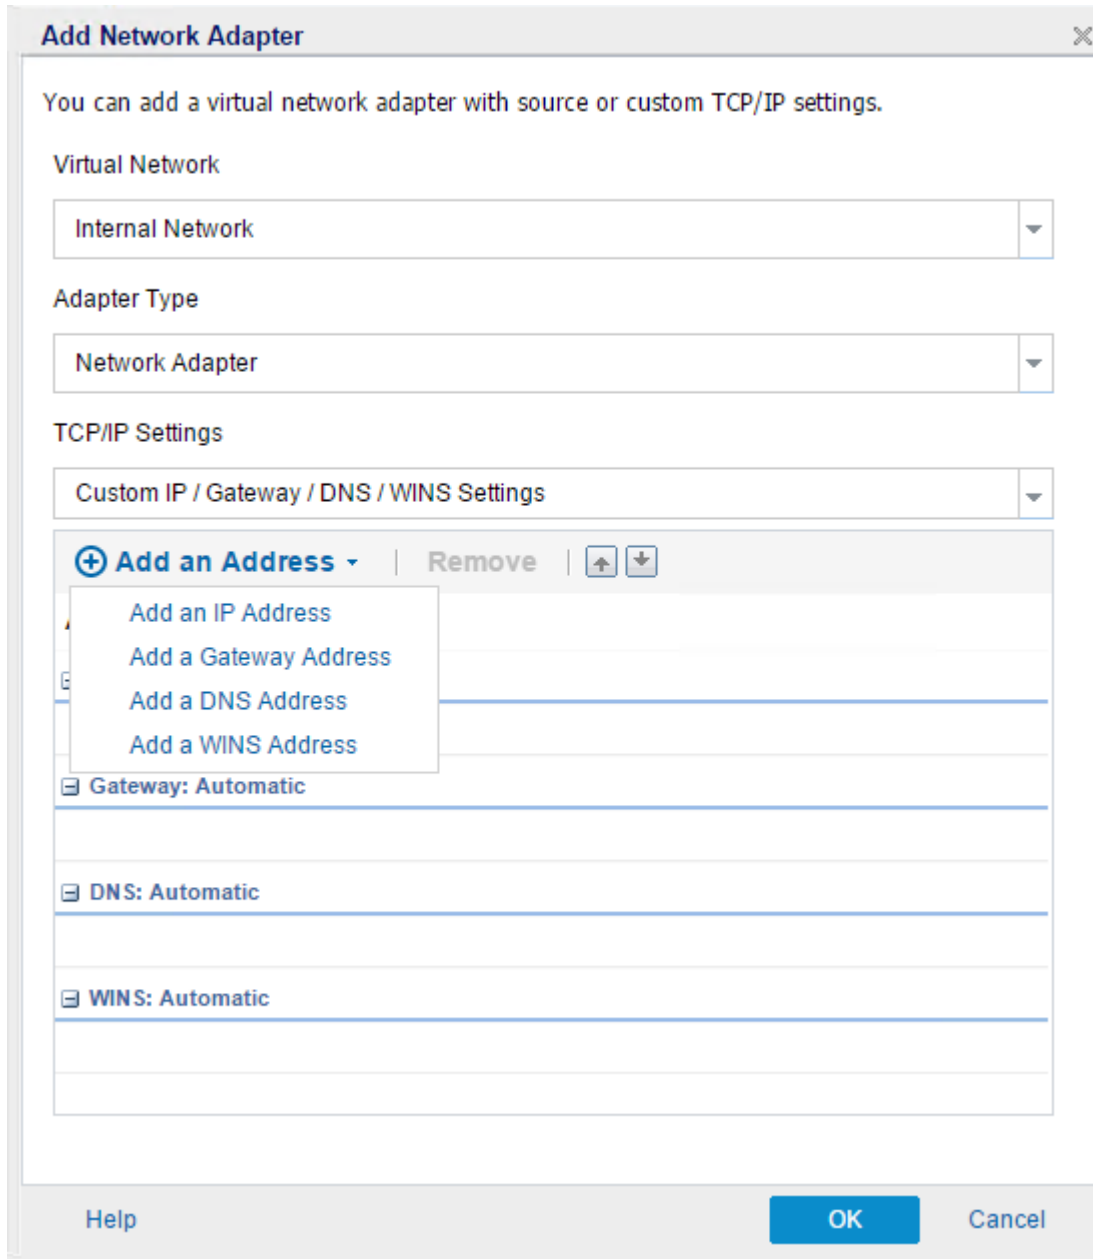 Add Network Adapter
You can add a virtual network adapter with source or custom TCP/IP settings.
Virtual Network
Internal Network
Adapter Type
Network Adapter
TCP/IP Settings
Custom IP / Gateway / DNS / WINS Settings
Add an Address
Remove
Add an IP Address
Add a Gateway Address
Add a DNS Address
Add a WINS Address
Gateway: Automatic
DNS: Automatic
WINS: Automatic
Help
OK
Cancel